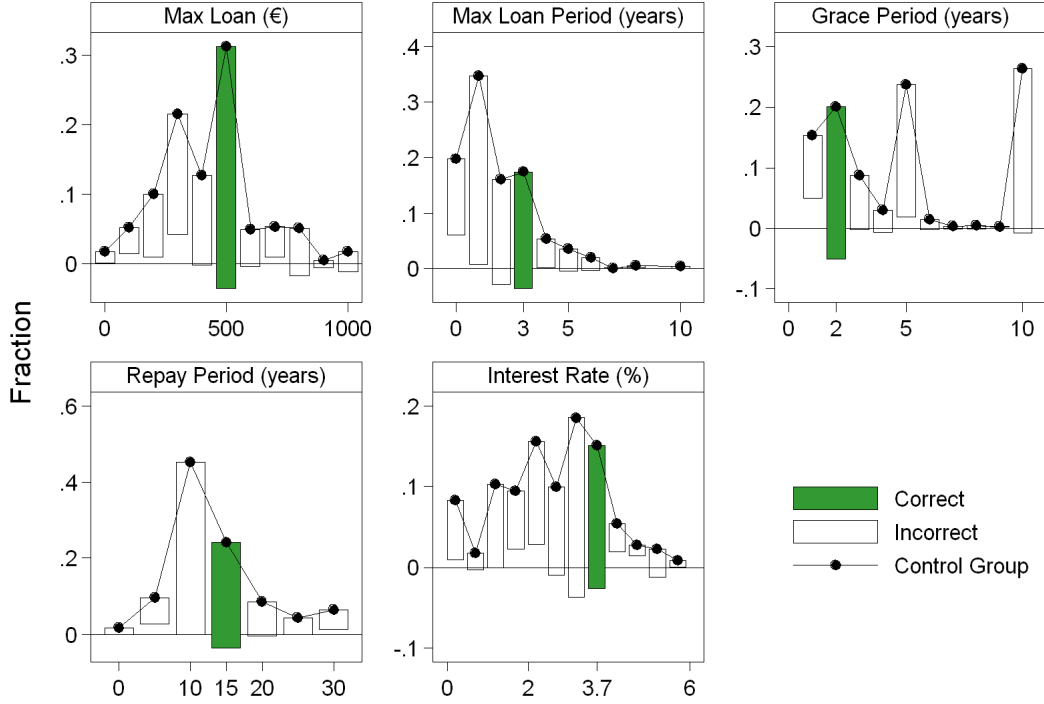 Max Loan (€)
.3
.2
.1
0
0 500 1000
Max Loan Period (years)
.4
.3
.2
.1
0
0 3 5 10
Grace Period (years)
.3
.2
.1
0
-.1
0 2 5 10
Fraction
Repay Period (years)
.6
.4
.2
0
0 10 15 20 30
Interest Rate (%)
.2
.1
0
-.1
0 2 3.7 6
Correct
Incorrect
Control Group